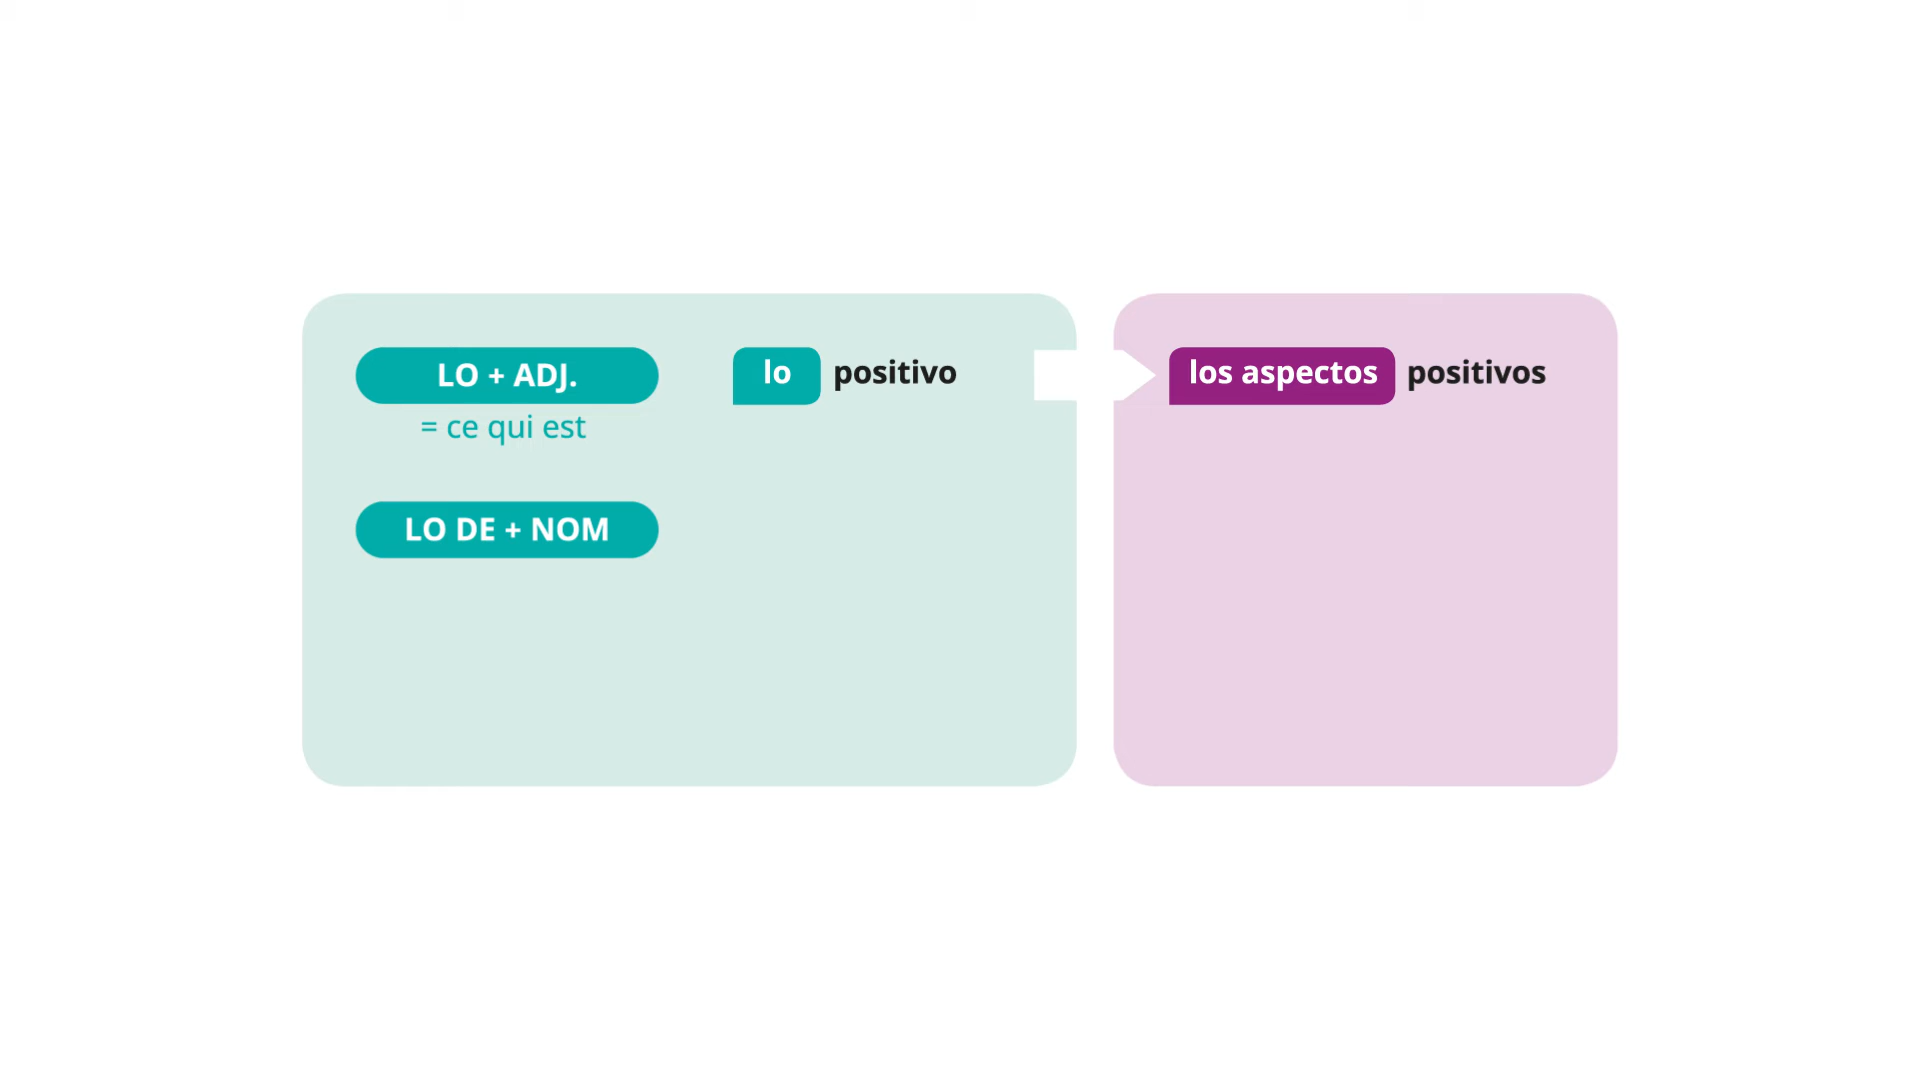 LO + ADJ. lo positivo los aspectos positivos
= ce qui est
LO DE + NOM